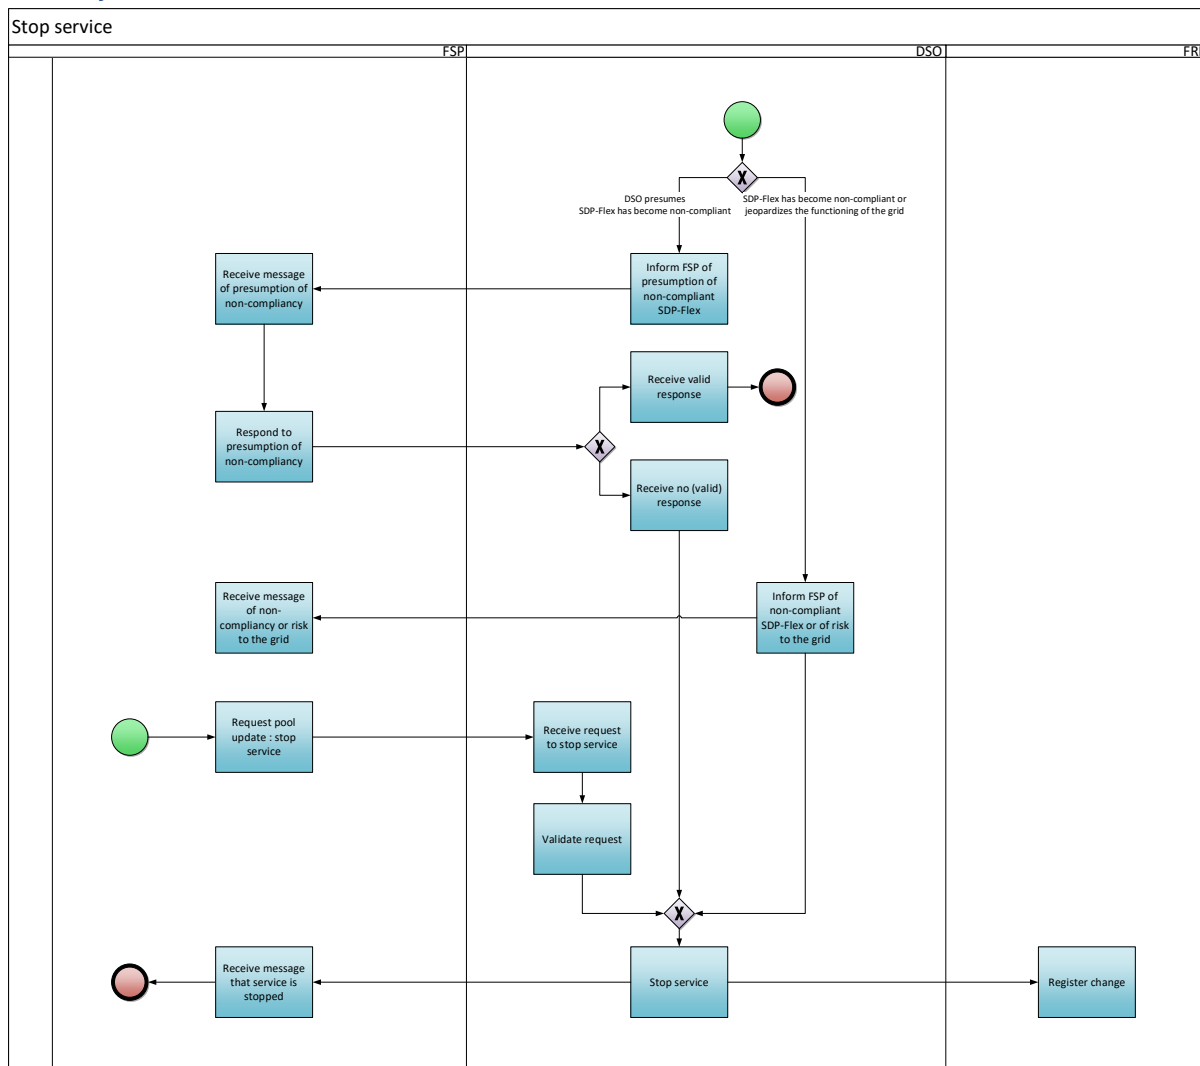 Stop service
FSP
DSO
FR
X
DSO presumes
SDP-Flex has become non-compliant
SDP-Flex has become non-compliant or
jeopardizes the functioning of the grid
Receive message
of presumption of
non-compliancy
Inform FSP of
presumption of
non-compliant
SDP-Flex
Receive valid
response
Respond to
presumption of
non-compliancy
X
Receive no (valid)
response
Receive message
of non-
compliancy or risk
to the grid
Inform FSP of
non-compliant
SDP-Flex or of risk
to the grid
Request pool
update : stop
service
Receive request
to stop service
Validate request
X
Receive message
that service is
stopped
Stop service
Register change